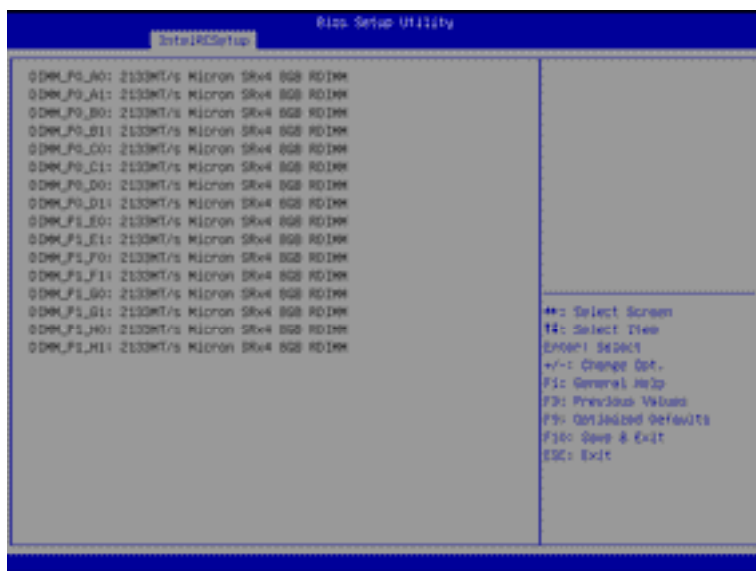 Bios Setup Utility
IntelRCSetup
DIMM_P0_A0: 2133MT/s Micron SRx4 8GB RDIMM
DIMM_P0_A1: 2133MT/s Micron SRx4 8GB RDIMM
DIMM_P0_B0: 2133MT/s Micron SRx4 8GB RDIMM
DIMM_P0_B1: 2133MT/s Micron SRx4 8GB RDIMM
DIMM_P0_C0: 2133MT/s Micron SRx4 8GB RDIMM
DIMM_P0_C1: 2133MT/s Micron SRx4 8GB RDIMM
DIMM_P0_D0: 2133MT/s Micron SRx4 8GB RDIMM
DIMM_P0_D1: 2133MT/s Micron SRx4 8GB RDIMM
DIMM_P1_E0: 2133MT/s Micron SRx4 8GB RDIMM
DIMM_P1_E1: 2133MT/s Micron SRx4 8GB RDIMM
DIMM_P1_F0: 2133MT/s Micron SRx4 8GB RDIMM
DIMM_P1_F1: 2133MT/s Micron SRx4 8GB RDIMM
DIMM_P1_G0: 2133MT/s Micron SRx4 8GB RDIMM
DIMM_P1_G1: 2133MT/s Micron SRx4 8GB RDIMM
DIMM_P1_H0: 2133MT/s Micron SRx4 8GB RDIMM
DIMM_P1_H1: 2133MT/s Micron SRx4 8GB RDIMM
↔: Select Screen
↕: Select Item
Enter: Select
+/-: Change Opt.
F1: General Help
F3: Previous Values
F9: Optimized Defaults
F10: Save & Exit
ESC: Exit